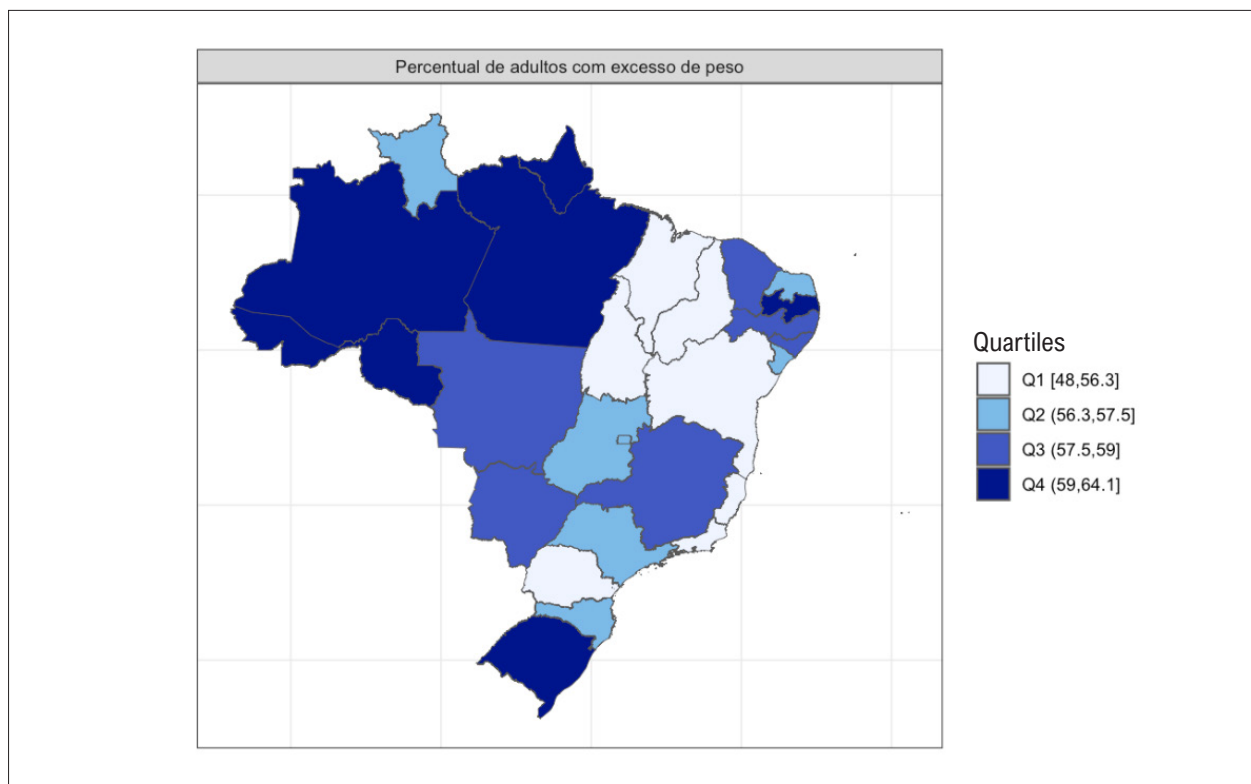 Percentual de adultos com excesso de peso
Quartiles
Q1 [48,56.3]
Q2 (56.3,57.5]
Q3 (57.5,59]
Q4 (59,64.1]